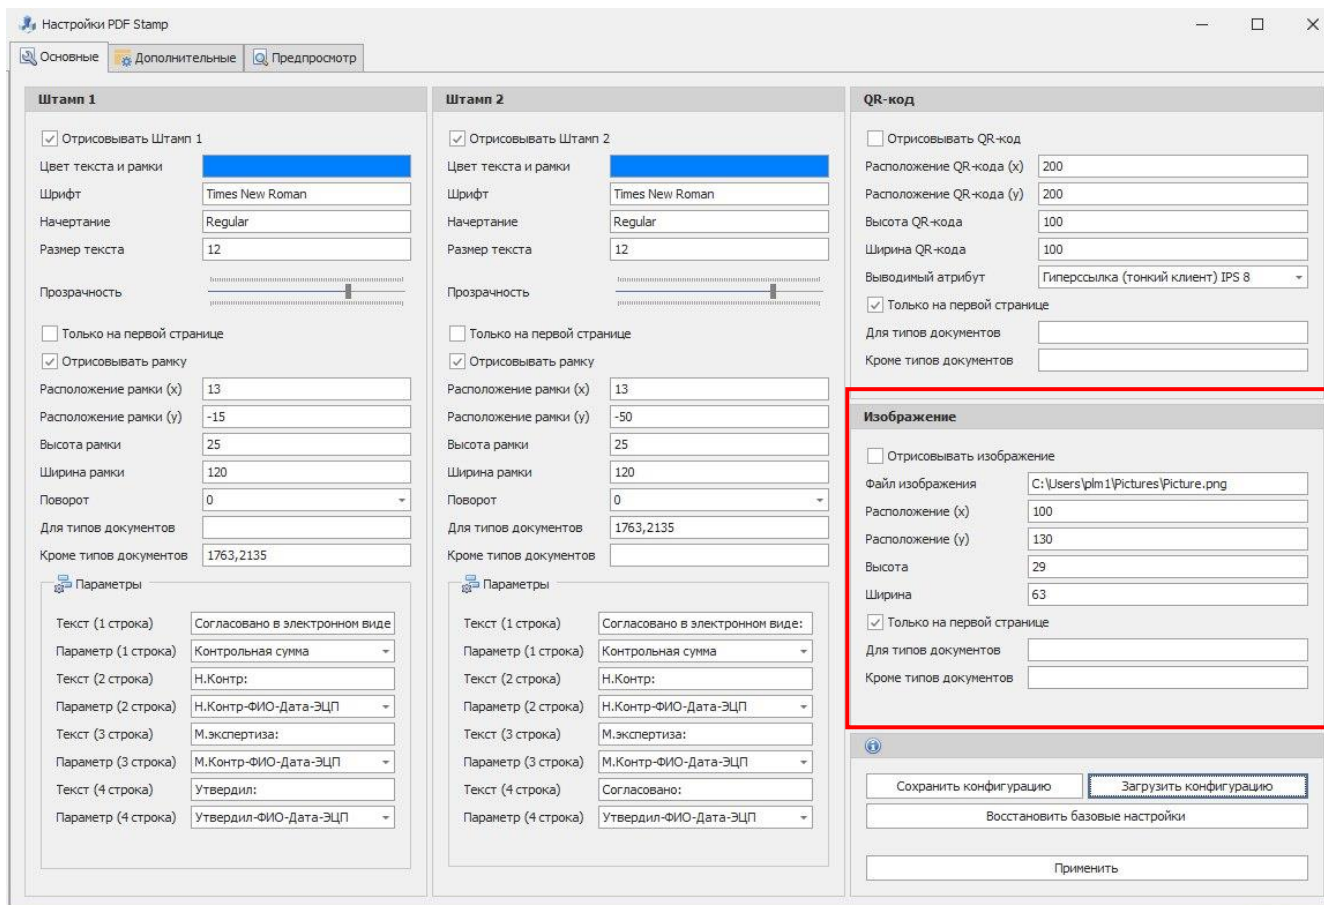 Настройки PDF Stamp
Основные
Дополнительные
Предпросмотр
Штамп 1
Отрисовывать Штамп 1
Цвет текста и рамки
Шрифт Times New Roman
Начертание Regular
Размер текста 12
Прозрачность
Только на первой странице
Отрисовывать рамку
Расположение рамки (x) 13
Расположение рамки (y) -15
Высота рамки 25
Ширина рамки 120
Поворот 0
Для типов документов
Кроме типов документов 1763,2135
Параметры
Текст (1 строка) Согласовано в электронном виде
Параметр (1 строка) Контрольная сумма
Текст (2 строка) Н.Контр:
Параметр (2 строка) Н.Контр-ФИО-Дата-ЭЦП
Текст (3 строка) М.экспертиза:
Параметр (3 строка) М.Контр-ФИО-Дата-ЭЦП
Текст (4 строка) Утвердил:
Параметр (4 строка) Утвердил-ФИО-Дата-ЭЦП
Штамп 2
Отрисовывать Штамп 2
Цвет текста и рамки
Шрифт Times New Roman
Начертание Regular
Размер текста 12
Прозрачность
Только на первой странице
Отрисовывать рамку
Расположение рамки (x) 13
Расположение рамки (y) -50
Высота рамки 25
Ширина рамки 120
Поворот 0
Для типов документов 1763,2135
Кроме типов документов
Параметры
Текст (1 строка) Согласовано в электронном виде:
Параметр (1 строка) Контрольная сумма
Текст (2 строка) Н.Контр:
Параметр (2 строка) Н.Контр-ФИО-Дата-ЭЦП
Текст (3 строка) М.экспертиза:
Параметр (3 строка) М.Контр-ФИО-Дата-ЭЦП
Текст (4 строка) Согласовано:
Параметр (4 строка) Утвердил-ФИО-Дата-ЭЦП
QR-код
Отрисовывать QR-код
Расположение QR-кода (x) 200
Расположение QR-кода (y) 200
Высота QR-кода 100
Ширина QR-кода 100
Выводимый атрибут Гиперссылка (тонкий клиент) IPS 8
Только на первой странице
Для типов документов
Кроме типов документов
Изображение
Отрисовывать изображение
Файл изображения C:\Users\plm1\Pictures\Picture.png
Расположение (x) 100
Расположение (y) 130
Высота 29
Ширина 63
Только на первой странице
Для типов документов
Кроме типов документов
Сохранить конфигурацию Загрузить конфигурацию
Восстановить базовые настройки
Применить